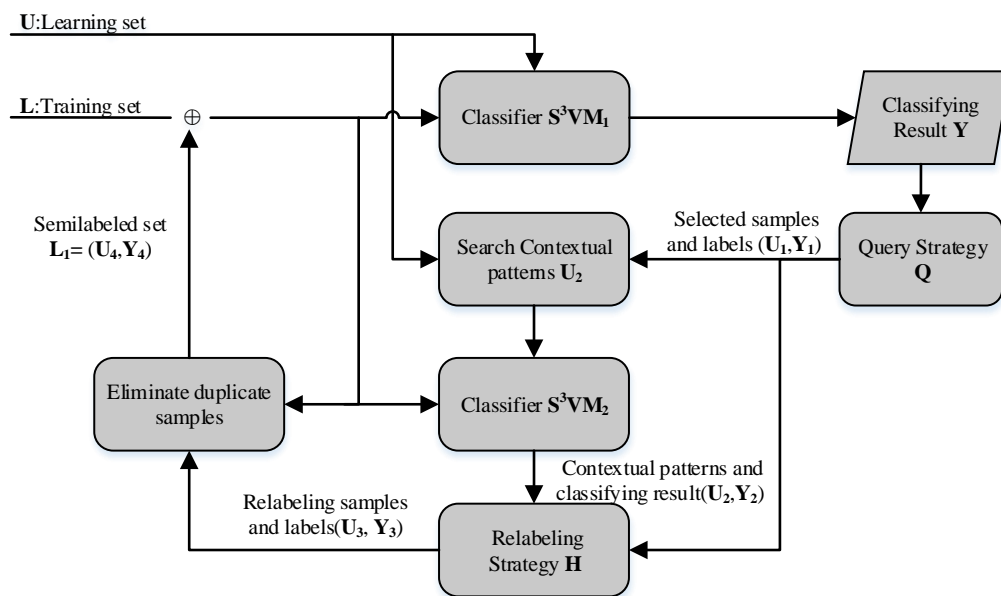 U:Learning set
L:Training set
⊕
Classifier S³VM₁
Classifying
Result Y
Semilabeled set
L₁= (U₄,Y₄)
Search Contextual
patterns U₂
Selected samples
and labels (U₁,Y₁)
Query Strategy
Q
Eliminate duplicate
samples
Classifier S³VM₂
Contextual patterns and
classifying result(U₂,Y₂)
Relabeling samples
and labels(U₃, Y₃)
Relabeling
Strategy H